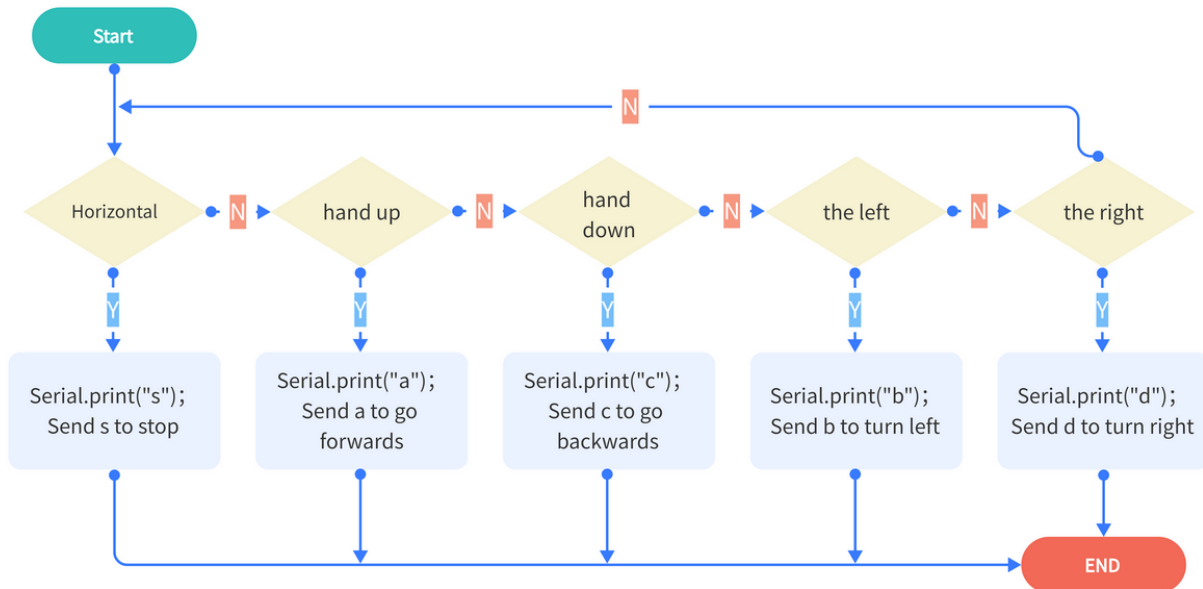 Start
N
Horizontal
N
hand up
N
hand
down
N
the left
N
the right
Y
Y
Y
Y
Y
Serial.print("s");
Send s to stop
Serial.print("a");
Send a to go
forwards
Serial.print("c");
Send c to go
backwards
Serial.print("b");
Send b to turn left
Serial.print("d");
Send d to turn right
END